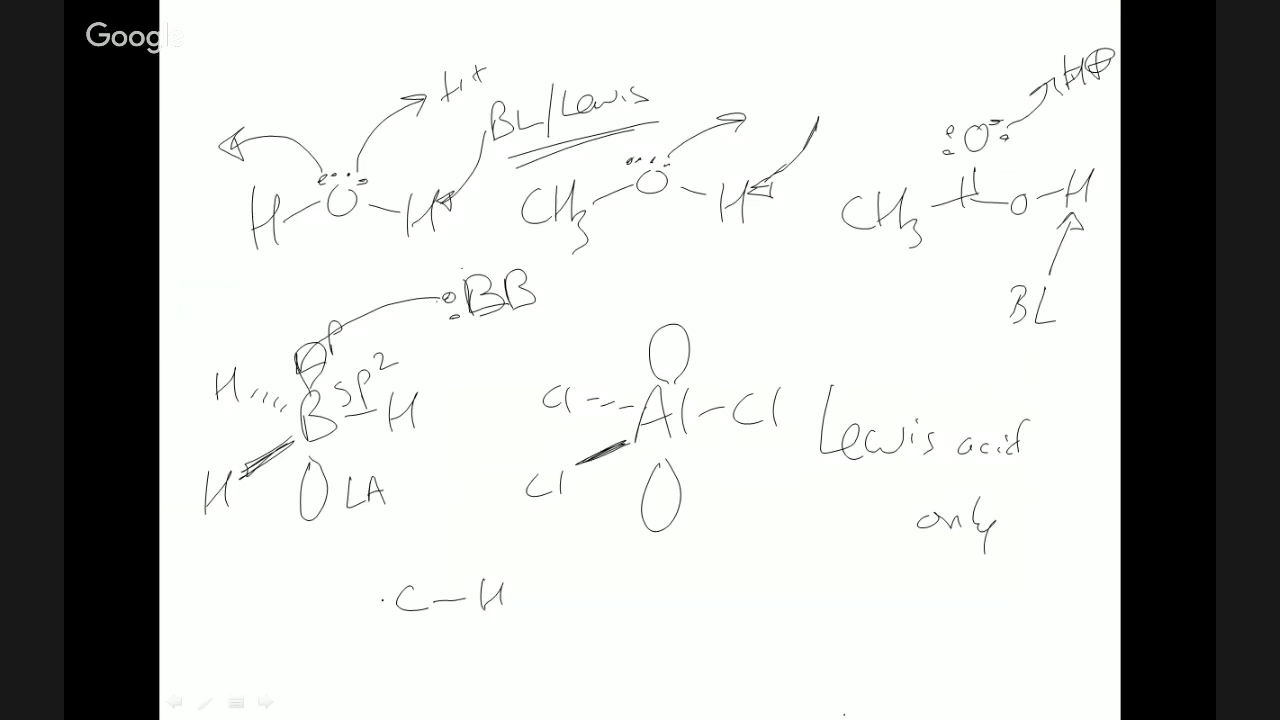 Google
H+
BL/Lewis
H-O-H
CH3-O-H
CH3 O-H
O
BL
:BB
P
H B sp2 H
H LA
Cl Al-Cl
Cl
Lewis acid
only
C-H